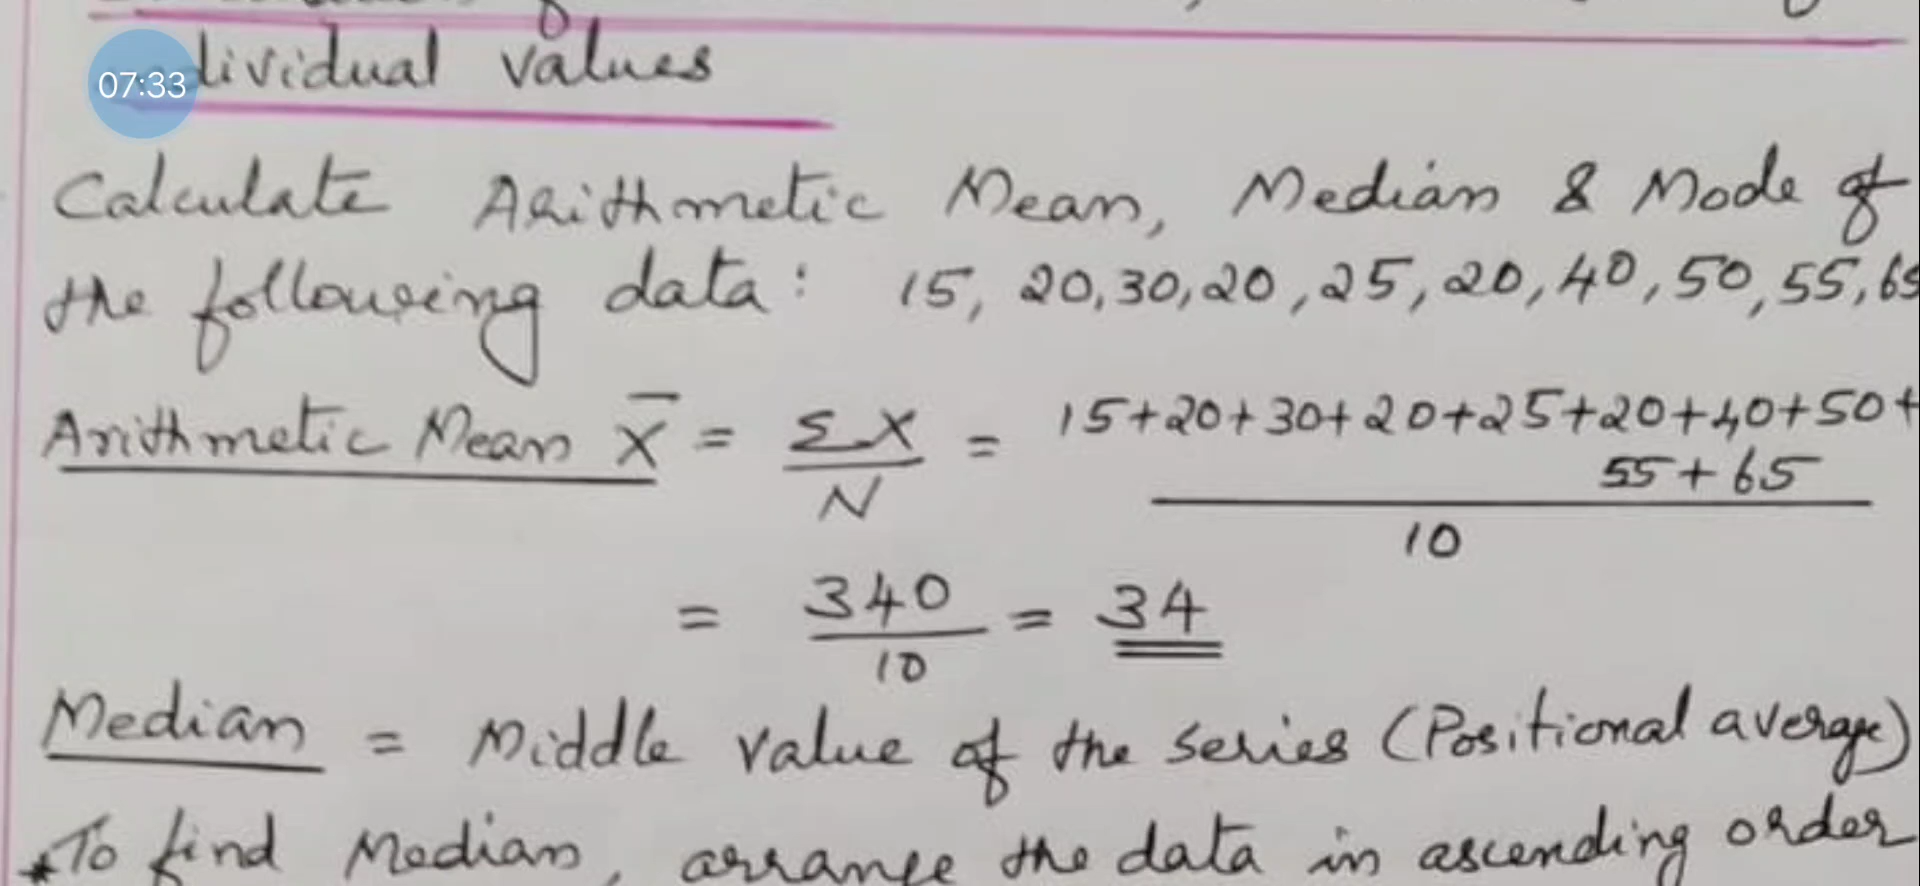 07:33
dividual values
Calculate Arithmetic Mean, Median & Mode of
the following data: 15, 20, 30, 20, 25, 20, 40, 50, 55, 65
Arithmetic Mean X̄ = ΣX/N = 15+20+30+20+25+20+40+50+
55+65
10
= 340/10 = 34
Median = Middle value of the series (Positional average)
*To find Median, arrange the data in ascending order